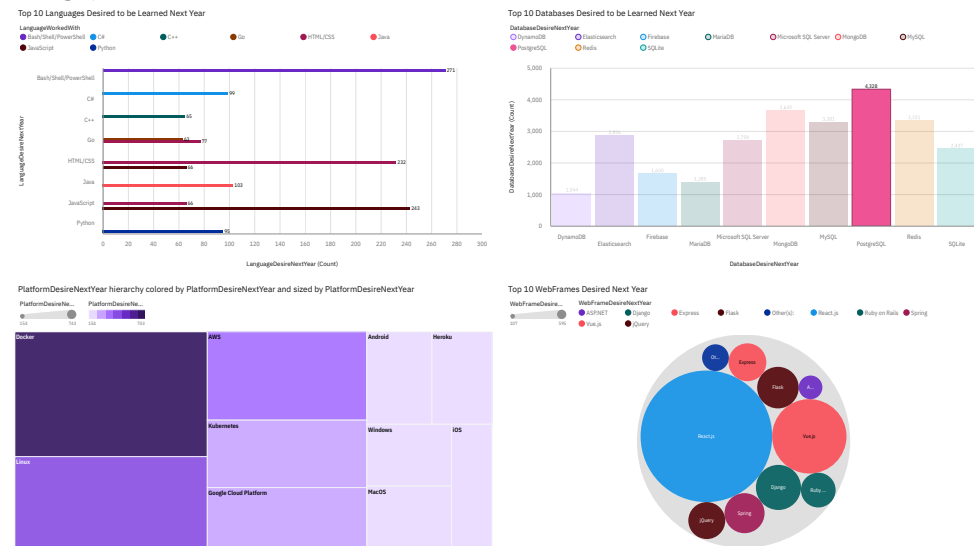 Top 10 Languages Desired to be Learned Next Year
LanguageWorkedWith
Bash/Shell/PowerShell C# C++ Go HTML/CSS Java
JavaScript Python
LanguageDesireNextYear
Bash/Shell/PowerShell
C#
C++
Go
HTML/CSS
Java
JavaScript
Python
271
99
65
77
232
66
103
66
243
95
0 20 40 60 80 100 120 140 160 180 200 220 240 260 280 300
LanguageDesireNextYear (Count)
Top 10 Databases Desired to be Learned Next Year
DatabaseDesireNextYear
DynamoDB Elasticsearch Firebase MariaDB Microsoft SQL Server MongoDB MySQL
PostgreSQL Redis SQLite
DatabaseDesireNextYear (Count)
5,000
4,000
3,000
2,000
1,000
0
4,328
DynamoDB Firebase Microsoft SQL Server MySQL Redis
Elasticsearch MariaDB MongoDB PostgreSQL SQLite
DatabaseDesireNextYear
PlatformDesireNextYear hierarchy colored by PlatformDesireNextYear and sized by PlatformDesireNextYear
PlatformDesireNe... PlatformDesireNe...
Docker
Linux
AWS
Kubernetes
Google Cloud Platform
Android
Heroku
Windows
iOS
MacOS
Top 10 WebFrames Desired Next Year
WebFrameDesire... WebFrameDesireNextYear
ASP.NET Django Express Flask Other(s): React.js Ruby on Rails Spring
Vue.js jQuery
Ot...
Express
Flask
A...
React.js
Vue.js
Django
Ruby ...
Spring
jQuery